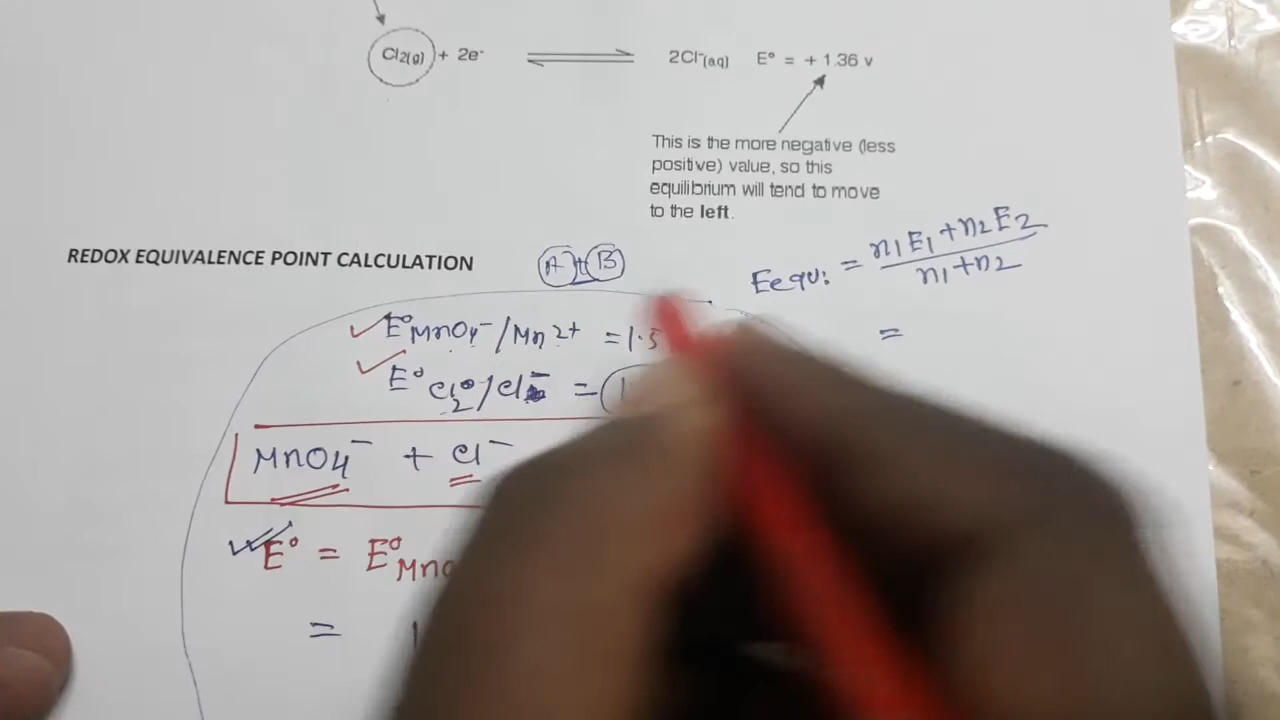 Cl2(g) + 2e- ⇌ 2Cl-(aq) E° = + 1.36 v
This is the more negative (less
positive) value, so this
equilibrium will tend to move
to the left.
REDOX EQUIVALENCE POINT CALCULATION
A + B
Eequi = n1E1 + n2E2 / n1 + n2
=
E° MnO4- / Mn2+ = 1.5
E° Cl2° / Cl- =
MnO4- + Cl-
E° = E°
=